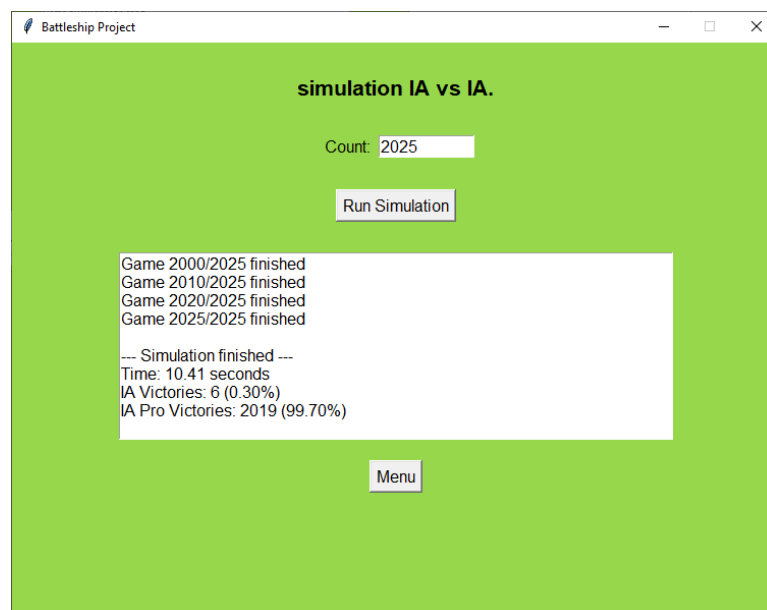 Battleship Project
simulation IA vs IA.
Count: 2025
Run Simulation
Game 2000/2025 finished
Game 2010/2025 finished
Game 2020/2025 finished
Game 2025/2025 finished
--- Simulation finished ---
Time: 10.41 seconds
IA Victories: 6 (0.30%)
IA Pro Victories: 2019 (99.70%)
Menu